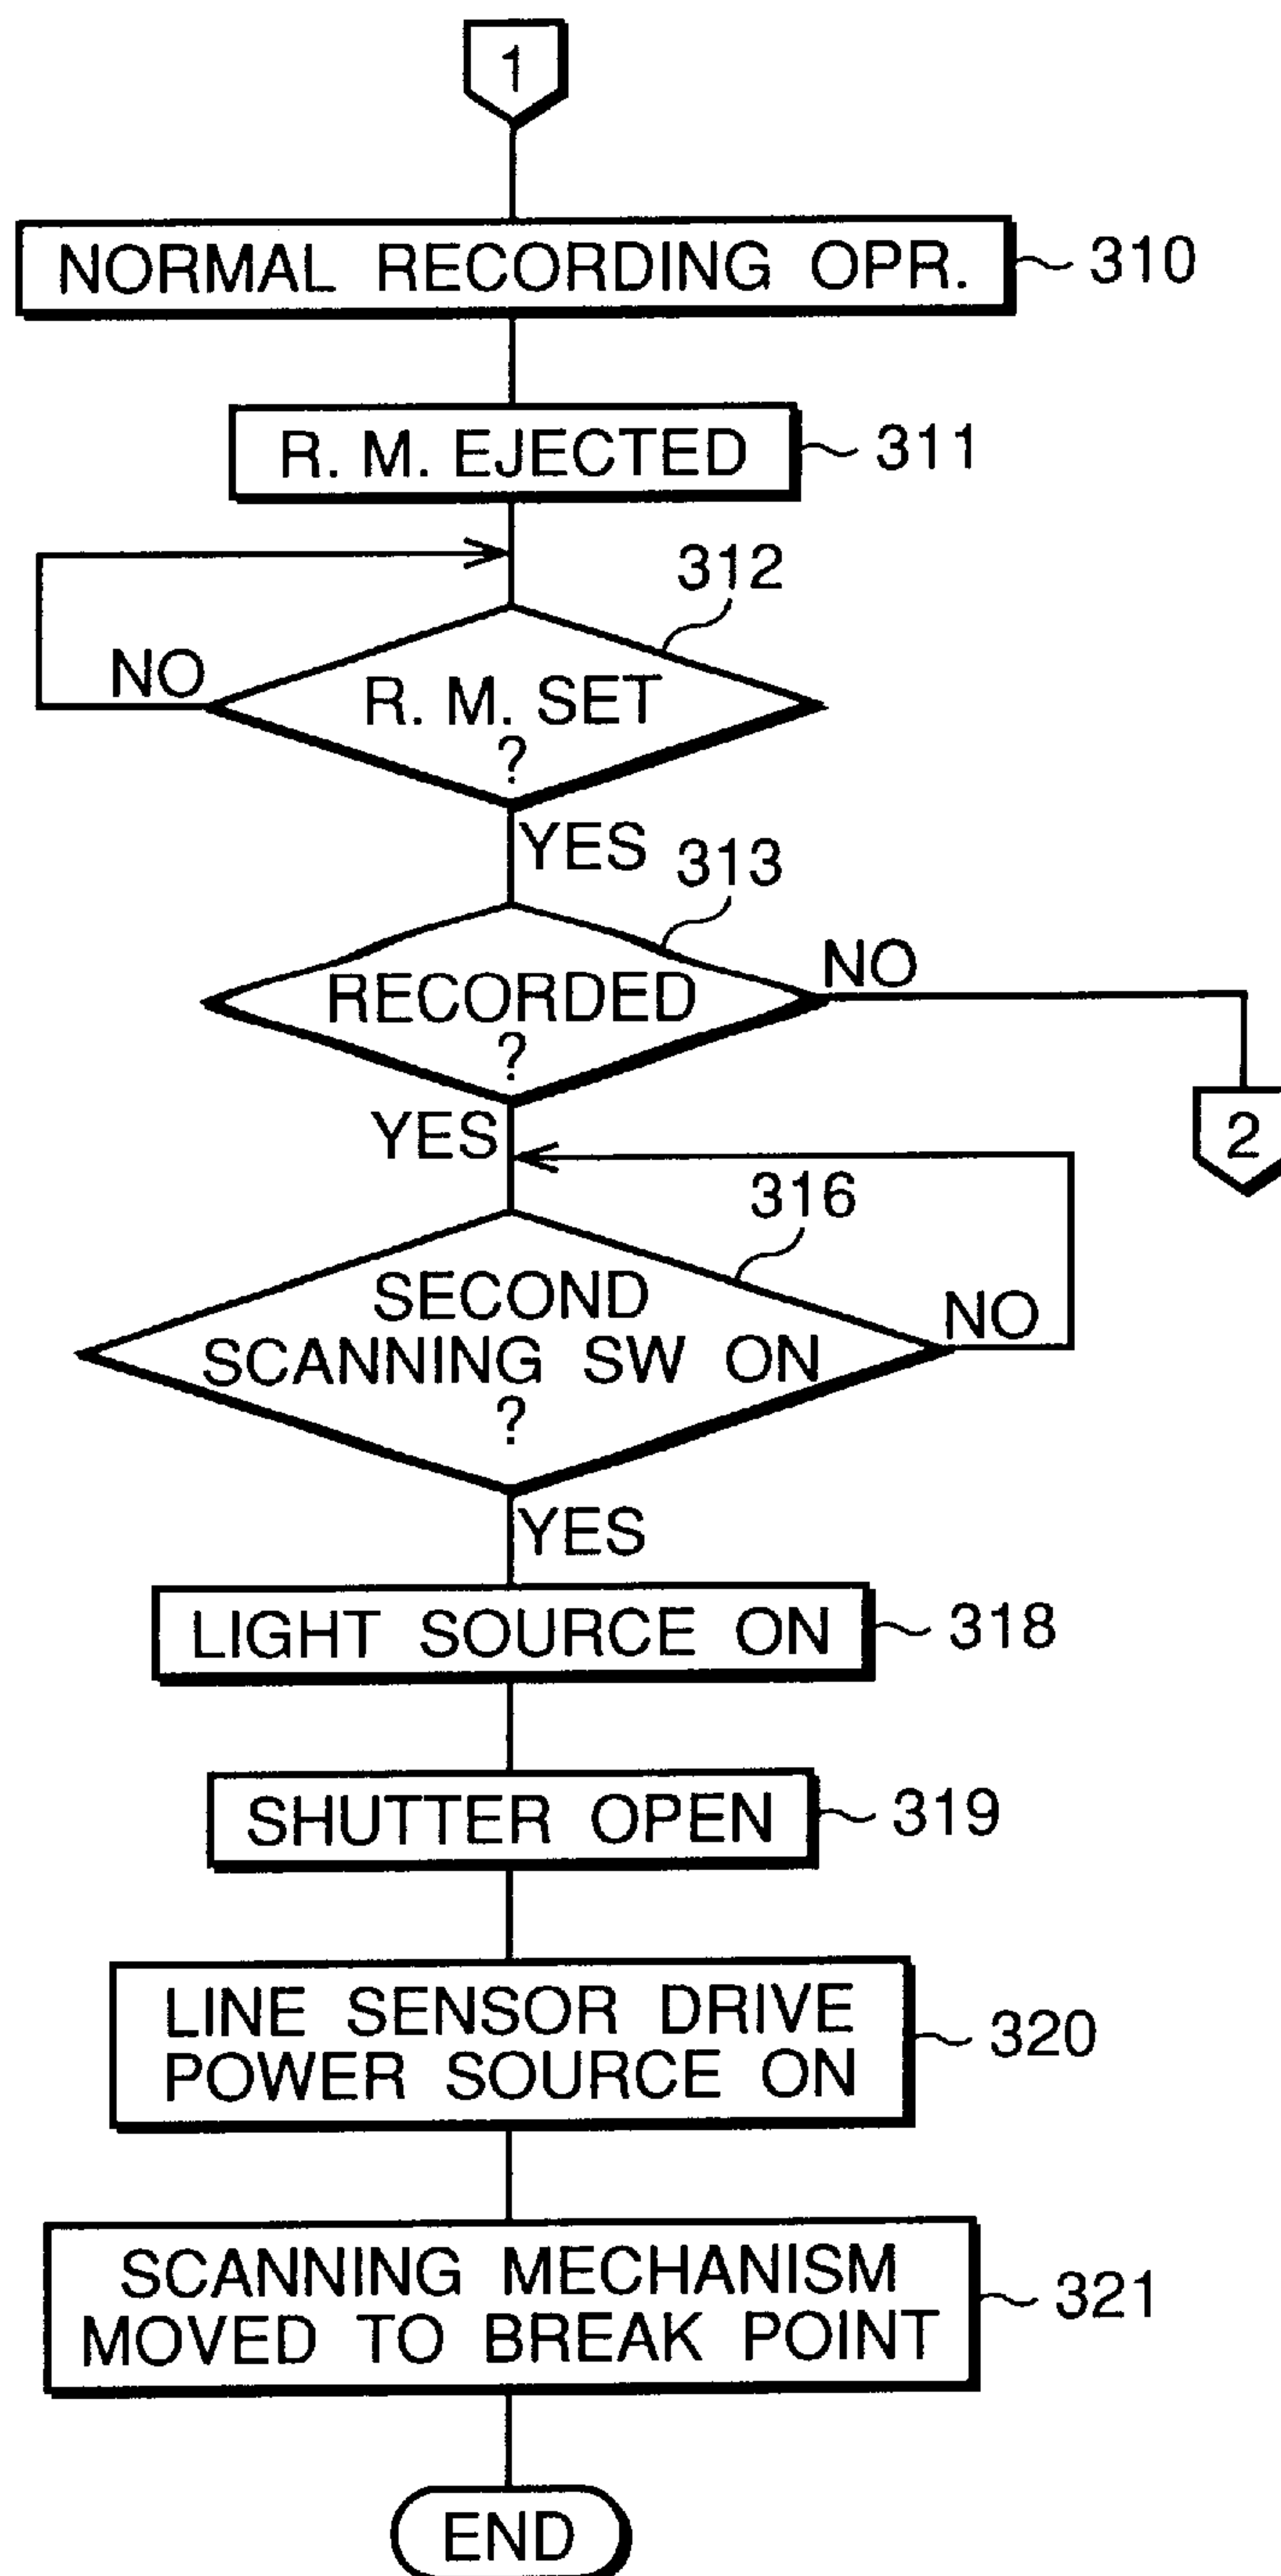 1
NORMAL RECORDING OPR.
310
R. M. EJECTED
311
312
NO
R. M. SET
?
YES
313
RECORDED
?
NO
YES
2
316
SECOND
SCANNING SW ON
?
NO
YES
LIGHT SOURCE ON
318
SHUTTER OPEN
319
LINE SENSOR DRIVE
POWER SOURCE ON
320
SCANNING MECHANISM
MOVED TO BREAK POINT
321
END